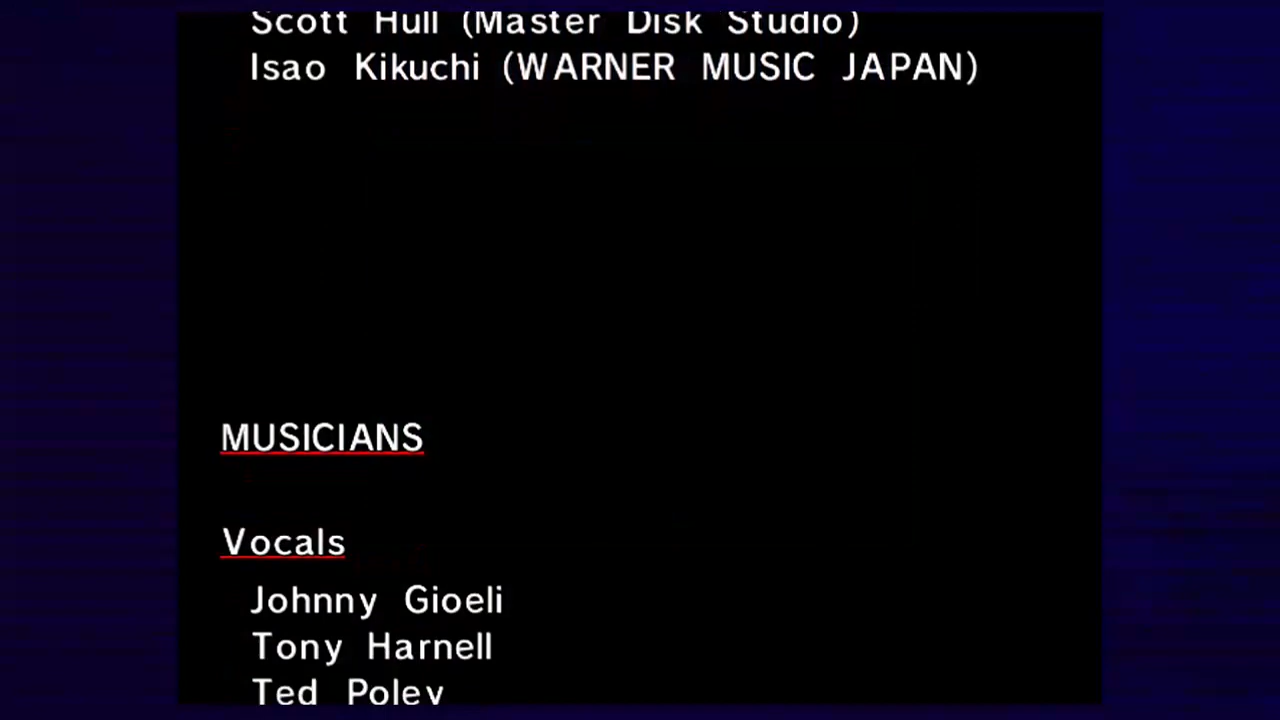 Scott Hull (Master Disk Studio)
Isao Kikuchi (WARNER MUSIC JAPAN)
MUSICIANS
Vocals
Johnny Gioeli
Tony Harnell
Ted Poley